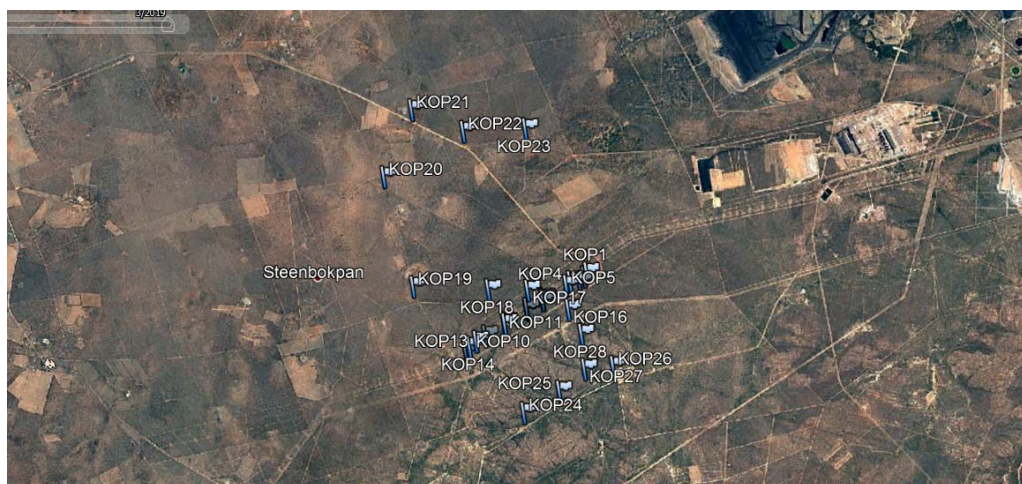 3/2019
KOP21
KOP22
KOP23
KOP20
KOP1
Steenbokpan
KOP19
KOP4
KOP5
KOP17
KOP18
KOP11
KOP16
KOP13
KOP10
KOP14
KOP28
KOP26
KOP27
KOP25
KOP24